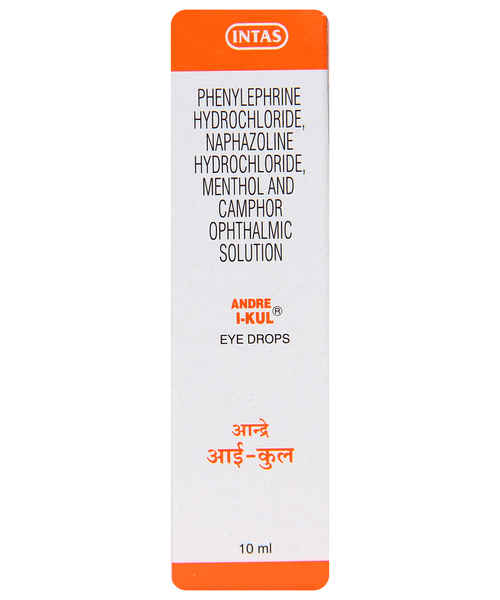 INTAS
PHENYLEPHRINE
HYDROCHLORIDE,
NAPHAZOLINE
HYDROCHLORIDE,
MENTHOL AND
CAMPHOR
OPHTHALMIC
SOLUTION
ANDRE
I-KUL®
EYE DROPS
आन्द्रे
आई-कुल
10 ml